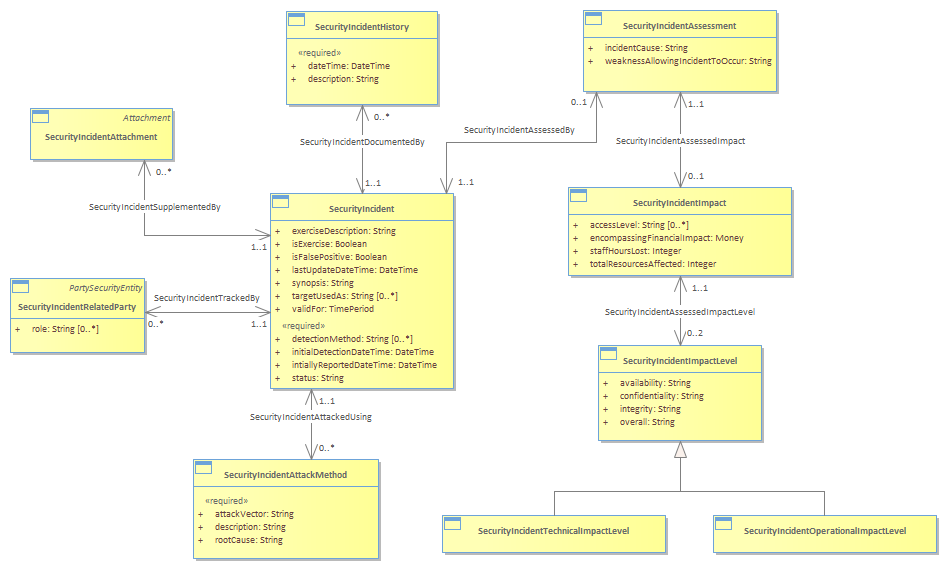 SecurityIncidentHistory
«required»
+ dateTime: DateTime
+ description: String
SecurityIncidentAssessment
+ incidentCause: String
+ weaknessAllowingIncidentToOccur: String
Attachment
SecurityIncidentAttachment
0..*
SecurityIncidentDocumentedBy
1..1
0..1
SecurityIncidentAssessedBy
1..1
1..1
SecurityIncidentAssessedImpact
0..1
0..*
SecurityIncidentSupplementedBy
1..1
SecurityIncident
+ exerciseDescription: String
+ isExercise: Boolean
+ isFalsePositive: Boolean
+ lastUpdateDateTime: DateTime
+ synopsis: String
+ targetUsedAs: String [0..*]
+ validFor: TimePeriod
«required»
+ detectionMethod: String [0..*]
+ initialDetectionDateTime: DateTime
+ intiallyReportedDateTime: DateTime
+ status: String
SecurityIncidentImpact
+ accessLevel: String [0..*]
+ encompassingFinancialImpact: Money
+ staffHoursLost: Integer
+ totalResourcesAffected: Integer
PartySecurityEntity
SecurityIncidentRelatedParty
+ role: String [0..*]
SecurityIncidentTrackedBy
0..*
1..1
1..1
SecurityIncidentAssessedImpactLevel
0..2
SecurityIncidentImpactLevel
+ availability: String
+ confidentiality: String
+ integrity: String
+ overall: String
1..1
SecurityIncidentAttackedUsing
0..*
SecurityIncidentAttackMethod
«required»
+ attackVector: String
+ description: String
+ rootCause: String
SecurityIncidentTechnicalImpactLevel
SecurityIncidentOperationalImpactLevel